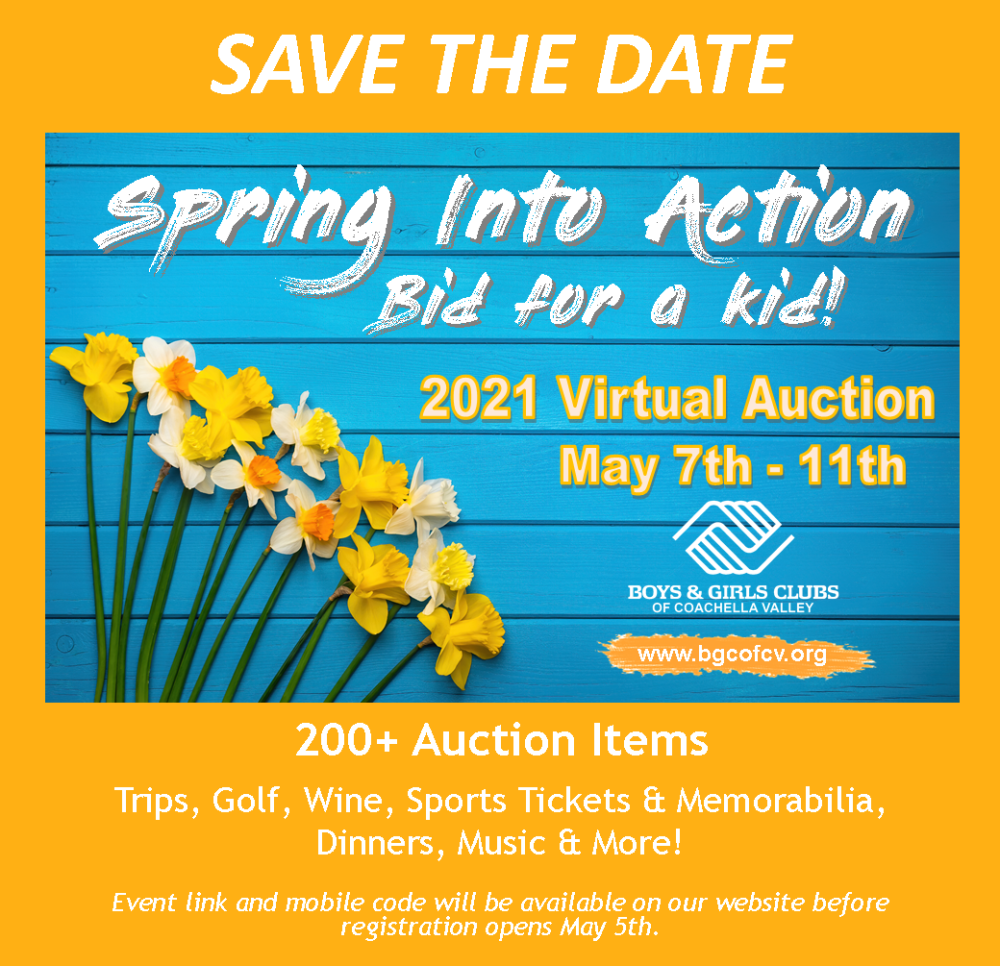 SAVE THE DATE
Spring Into Action
Bid for a kid!
2021 Virtual Auction
May 7th - 11th
BOYS & GIRLS CLUBS
OF COACHELLA VALLEY
www.bgcofcv.org
200+ Auction Items
Trips, Golf, Wine, Sports Tickets & Memorabilia,
Dinners, Music & More!
Event link and mobile code will be available on our website before
registration opens May 5th.